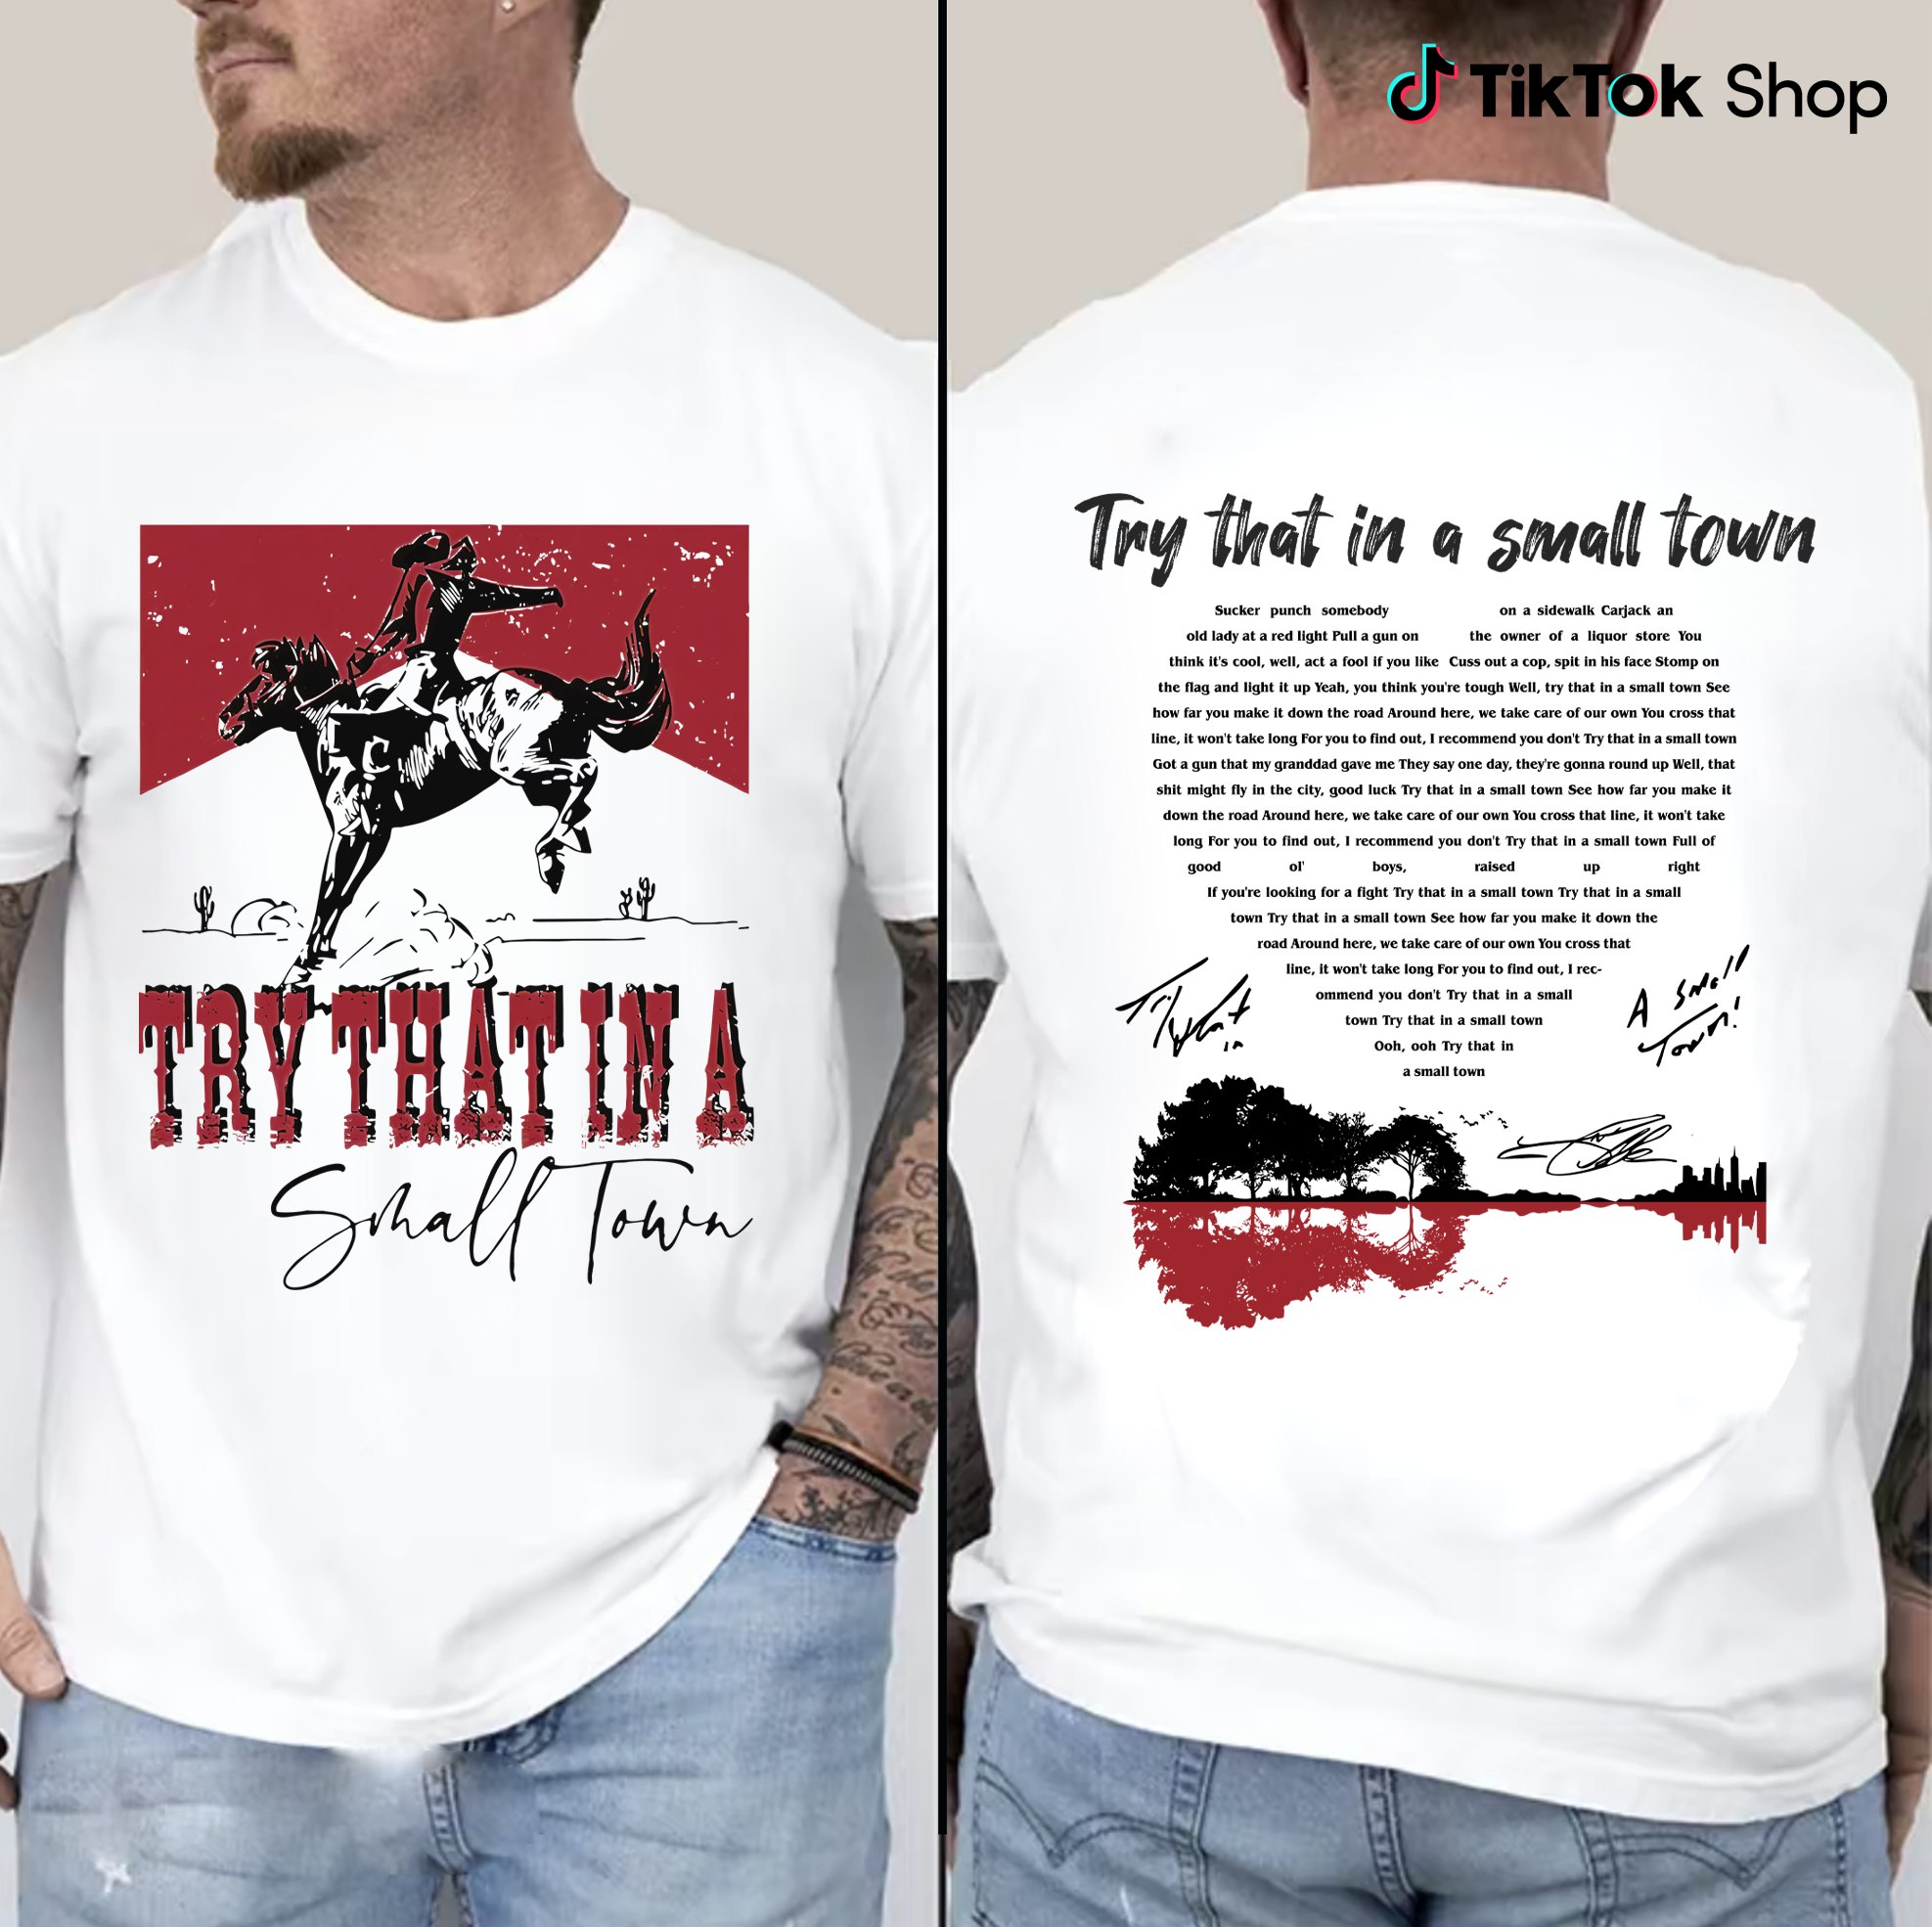 TikTok Shop
TRY THAT IN A
Small Town
Try that in a small town
Sucker punch somebody on a sidewalk Carjack an
old lady at a red light Pull a gun on the owner of a liquor store You
think it's cool, well, act a fool if you like Cuss out a cop, spit in his face Stomp on
the flag and light it up Yeah, you think you're tough Well, try that in a small town See
how far you make it down the road Around here, we take care of our own You cross that
line, it won't take long For you to find out, I recommend you don't Try that in a small town
Got a gun that my granddad gave me They say one day, they're gonna round up Well, that
shit might fly in the city, good luck Try that in a small town See how far you make it
down the road Around here, we take care of our own You cross that line, it won't take
long For you to find out, I recommend you don't Try that in a small town Full of
good ol' boys, raised up right
If you're looking for a fight Try that in a small town Try that in a small
town Try that in a small town See how far you make it down the
road Around here, we take care of our own You cross that
line, it won't take long For you to find out, I rec-
ommend you don't Try that in a small
town Try that in a small town
Ooh, ooh Try that in
a small town
Try that
in
A Small
Town!